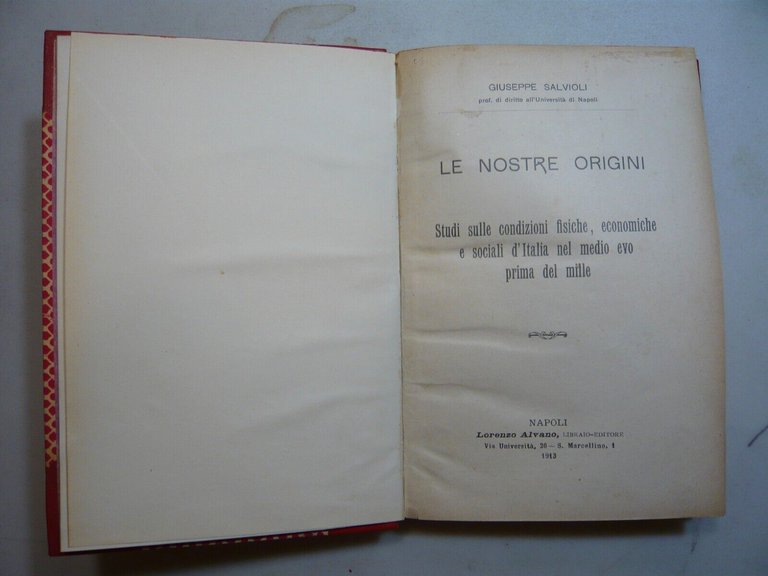 GIUSEPPE SALVIOLI
prof. di diritto all'Università di Napoli
LE NOSTRE ORIGINI
Studi sulle condizioni fisiche, economiche
e sociali d'Italia nel medio evo
prima del mille
NAPOLI
Lorenzo Alvano, LIBRAIO-EDITORE
Via Università, 26 — S. Marcellino, 1
1913